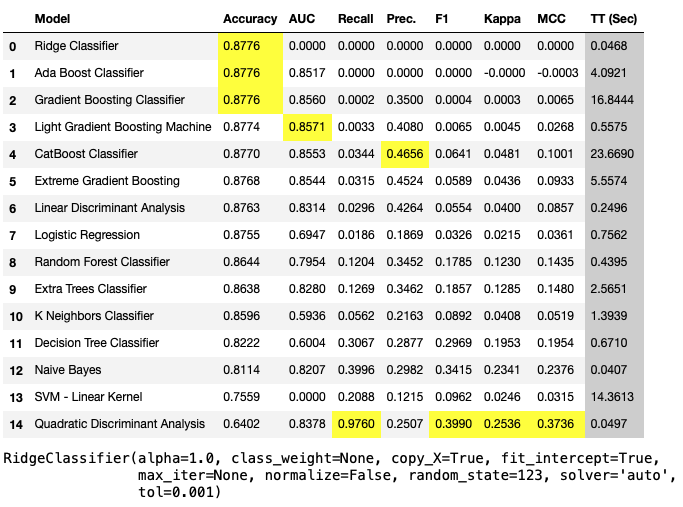 Model Accuracy AUC Recall Prec. F1 Kappa MCC TT (Sec)
0 Ridge Classifier 0.8776 0.0000 0.0000 0.0000 0.0000 0.0000 0.0000 0.0468
1 Ada Boost Classifier 0.8776 0.8517 0.0000 0.0000 0.0000 -0.0000 -0.0003 4.0921
2 Gradient Boosting Classifier 0.8776 0.8560 0.0002 0.3500 0.0004 0.0003 0.0065 16.8444
3 Light Gradient Boosting Machine 0.8774 0.8571 0.0033 0.4080 0.0065 0.0045 0.0268 0.5575
4 CatBoost Classifier 0.8770 0.8553 0.0344 0.4656 0.0641 0.0481 0.1001 23.6690
5 Extreme Gradient Boosting 0.8768 0.8544 0.0315 0.4524 0.0589 0.0436 0.0933 5.5574
6 Linear Discriminant Analysis 0.8763 0.8314 0.0296 0.4264 0.0554 0.0400 0.0857 0.2496
7 Logistic Regression 0.8755 0.6947 0.0186 0.1869 0.0326 0.0215 0.0361 0.7562
8 Random Forest Classifier 0.8644 0.7954 0.1204 0.3452 0.1785 0.1230 0.1435 0.4395
9 Extra Trees Classifier 0.8638 0.8280 0.1269 0.3462 0.1857 0.1285 0.1480 2.5651
10 K Neighbors Classifier 0.8596 0.5936 0.0562 0.2163 0.0892 0.0408 0.0519 1.3939
11 Decision Tree Classifier 0.8222 0.6004 0.3067 0.2877 0.2969 0.1953 0.1954 0.6710
12 Naive Bayes 0.8114 0.8207 0.3996 0.2982 0.3415 0.2341 0.2376 0.0407
13 SVM - Linear Kernel 0.7559 0.0000 0.2088 0.1215 0.0962 0.0246 0.0315 14.3613
14 Quadratic Discriminant Analysis 0.6402 0.8378 0.9760 0.2507 0.3990 0.2536 0.3736 0.0497
RidgeClassifier(alpha=1.0, class_weight=None, copy_X=True, fit_intercept=True,
max_iter=None, normalize=False, random_state=123, solver='auto',
tol=0.001)